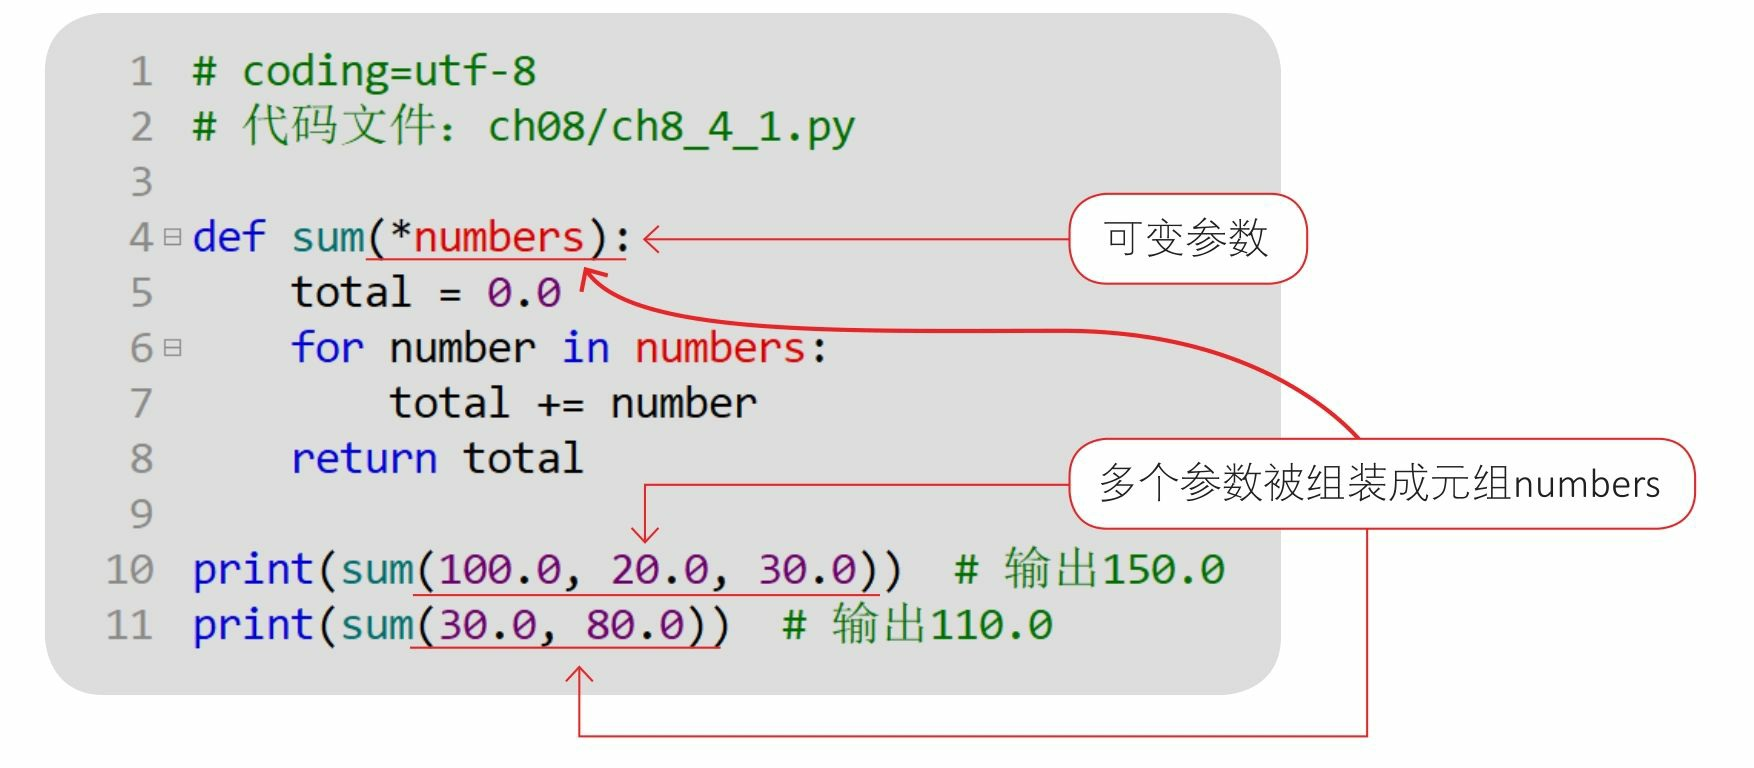 1 # coding=utf-8
2 # 代码文件：ch08/ch8_4_1.py
3
4 def sum(*numbers):
可变参数
5     total = 0.0
6     for number in numbers:
7         total += number
8     return total
多个参数被组装成元组numbers
9
10 print(sum(100.0, 20.0, 30.0))  # 输出150.0
11 print(sum(30.0, 80.0))  # 输出110.0